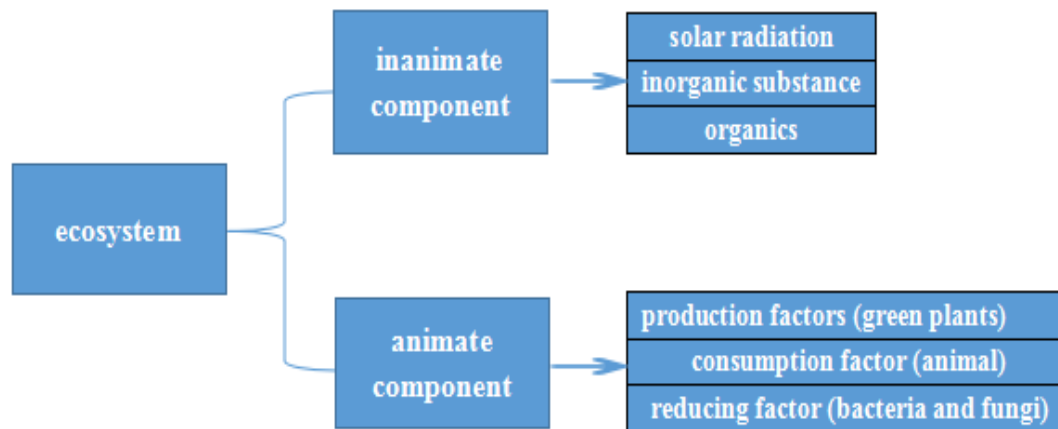 ecosystem
inanimate
component
solar radiation
inorganic substance
organics
animate
component
production factors (green plants)
consumption factor (animal)
reducing factor (bacteria and fungi)